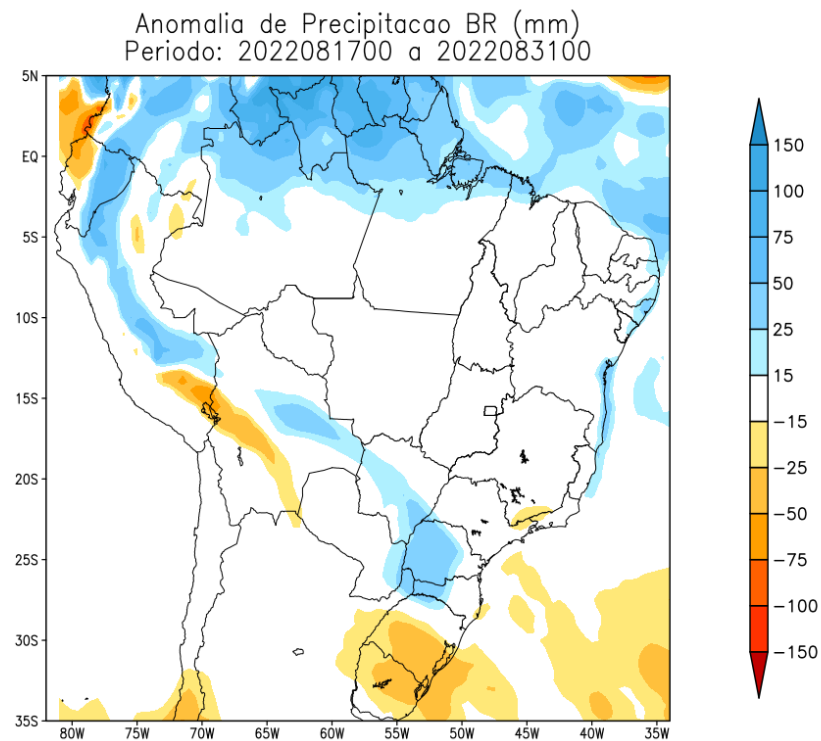 Anomalia de Precipitacao BR (mm)
Periodo: 2022081700 a 2022083100
5N
EQ
5S
10S
15S
20S
25S
30S
35S
80W
75W
70W
65W
60W
55W
50W
45W
40W
35W
150
100
75
50
25
15
-15
-25
-50
-75
-100
-150